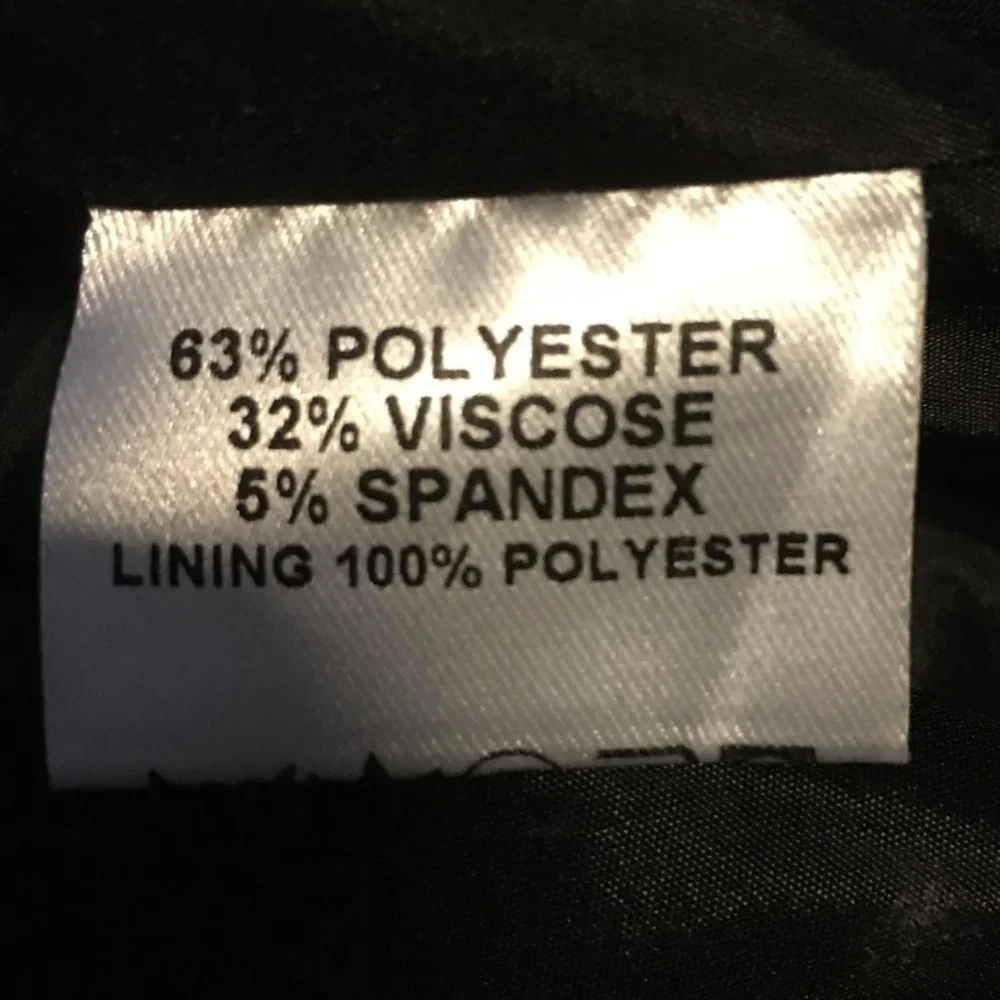 63% POLYESTER
32% VISCOSE
5% SPANDEX
LINING 100% POLYESTER